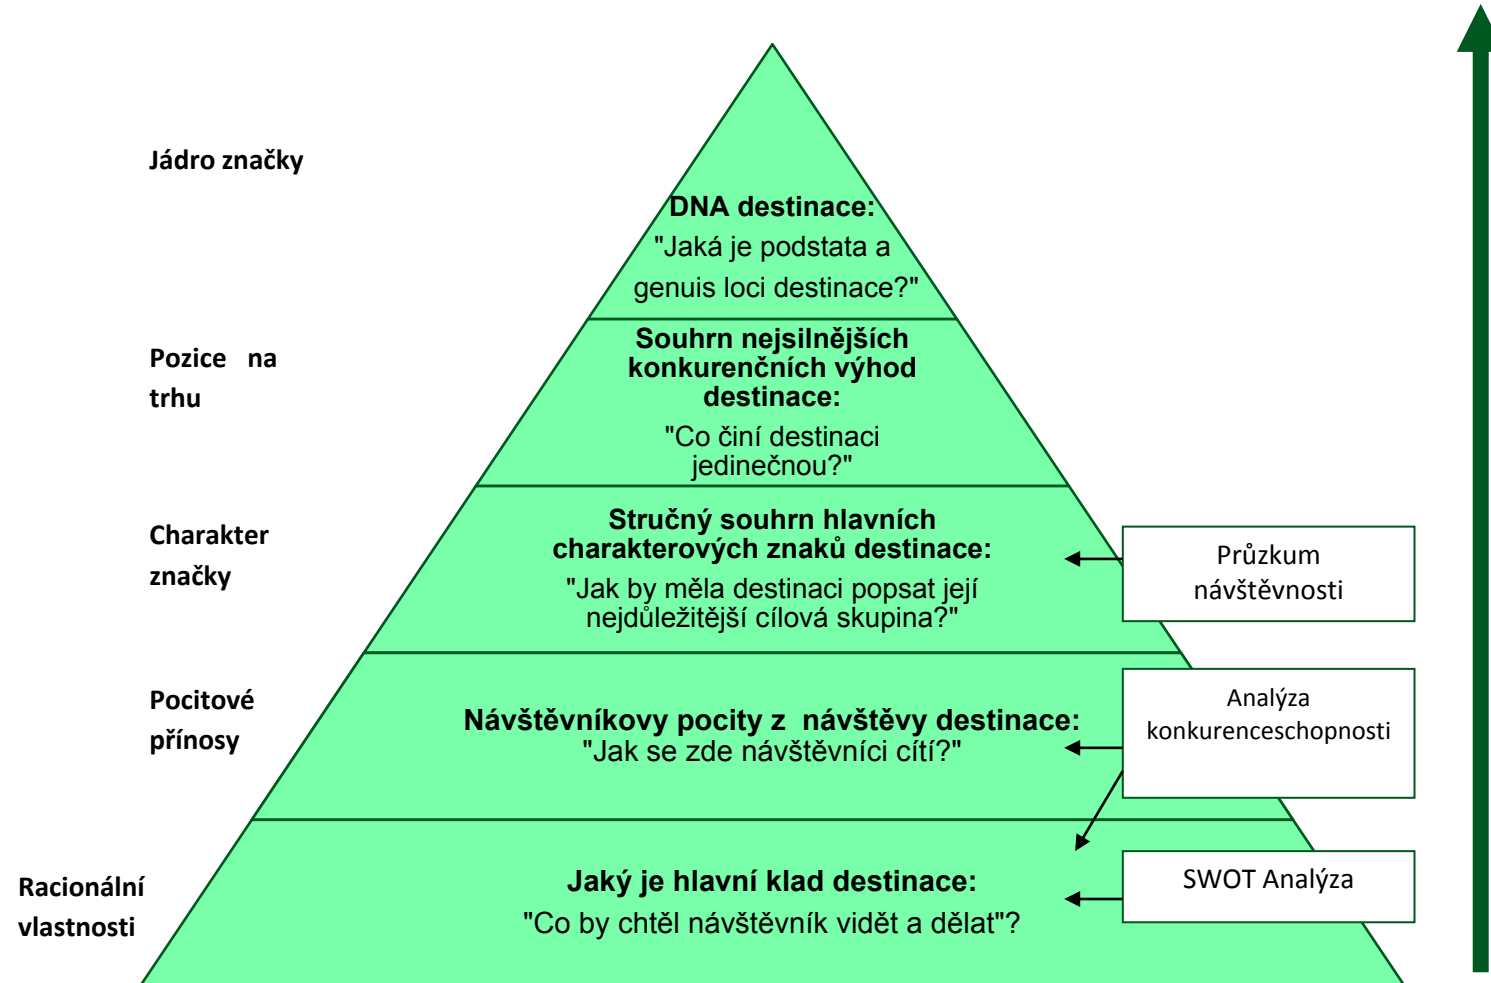 Jádro značky
DNA destinace:
"Jaká je podstata a
genuis loci destinace?"
Pozice na
trhu
Souhrn nejsilnějších
konkurenčních výhod
destinace:
"Co činí destinaci
jedinečnou?"
Charakter
značky
Stručný souhrn hlavních
charakterových znaků destinace:
"Jak by měla destinaci popsat její
nejdůležitější cílová skupina?"
Průzkum
návštěvnosti
Pocitové
přínosy
Návštěvníkovy pocity z návštěvy destinace:
"Jak se zde návštěvníci cítí?"
Analýza
konkurenceschopnosti
Racionální
vlastnosti
Jaký je hlavní klad destinace:
"Co by chtěl návštěvník vidět a dělat"?
SWOT Analýza